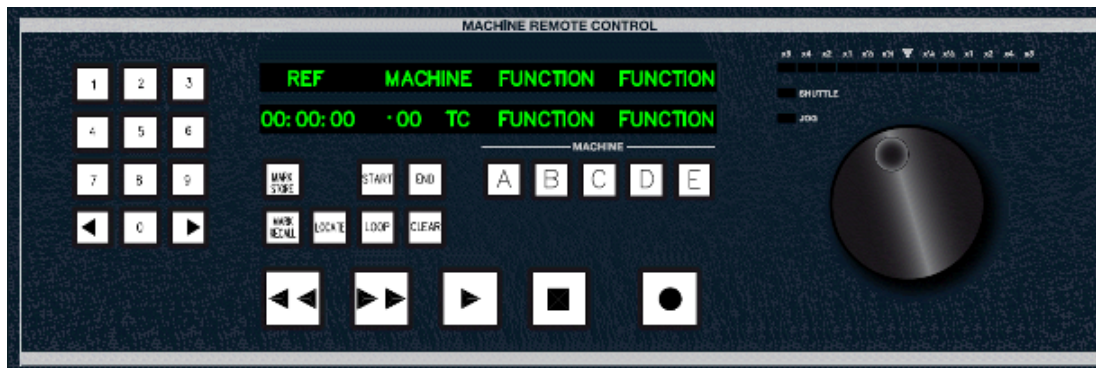 MACHINE REMOTE CONTROL
1 2 3
4 5 6
7 8 9
0
REF MACHINE FUNCTION FUNCTION
00:00:00 ·00 TC FUNCTION FUNCTION
MACHINE
MARK STORE START END A B C D E
MARK RECALL LOCATE LOOP CLEAR
SHUTTLE
JOG